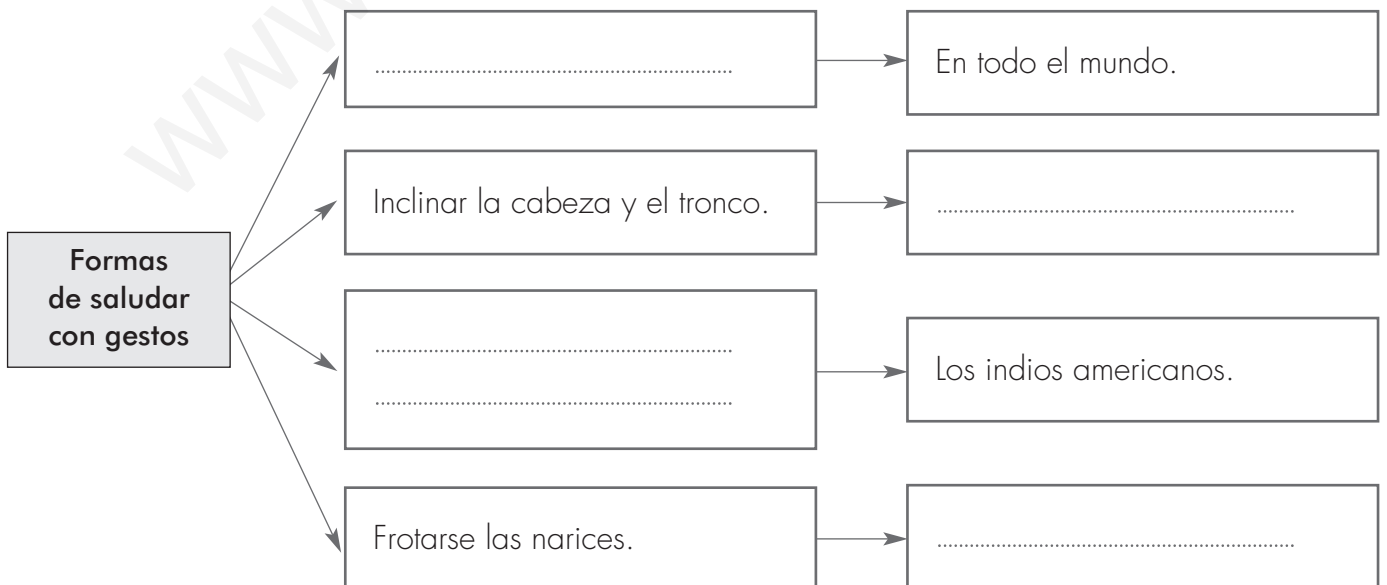 www
En todo el mundo.
Inclinar la cabeza y el tronco.
Formas
de saludar
con gestos
Los indios americanos.
Frotarse las narices.